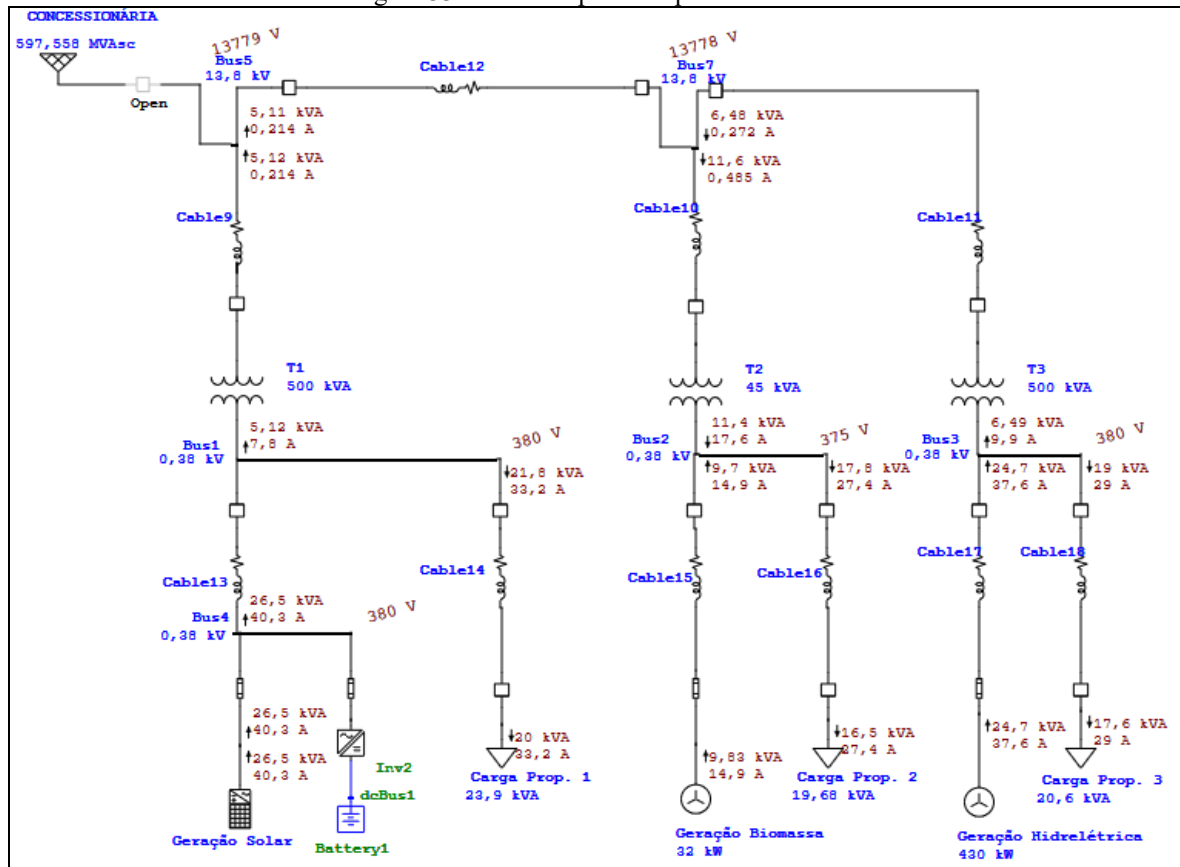 CONCESSIONÁRIA
597,558 MVAsc
Open
13779 V
Bus5
13,8 kV
Cable12
13778 V
Bus7
13,8 kV
5,11 kVA
0,214 A
5,12 kVA
0,214 A
6,48 kVA
0,272 A
11,6 kVA
0,485 A
Cable9
Cable10
Cable11
T1
500 kVA
T2
45 kVA
T3
500 kVA
5,12 kVA
7,8 A
Bus1
0,38 kV
380 V
21,8 kVA
33,2 A
11,4 kVA
17,6 A
Bus2
0,38 kV
375 V
9,7 kVA
14,9 A
17,8 kVA
27,4 A
6,49 kVA
9,9 A
Bus3
0,38 kV
380 V
24,7 kVA
37,6 A
19 kVA
29 A
Cable13
Cable14
Cable15
Cable16
Cable17
Cable18
26,5 kVA
40,3 A
Bus4
0,38 kV
380 V
26,5 kVA
40,3 A
26,5 kVA
40,3 A
Inv2
dcBus1
Battery1
Geração Solar
20 kVA
33,2 A
Carga Prop. 1
23,9 kVA
9,83 kVA
14,9 A
Geração Biomassa
32 kW
16,5 kVA
27,4 A
Carga Prop. 2
19,68 kVA
24,7 kVA
37,6 A
Geração Hidrelétrica
430 kW
17,6 kVA
29 A
Carga Prop. 3
20,6 kVA